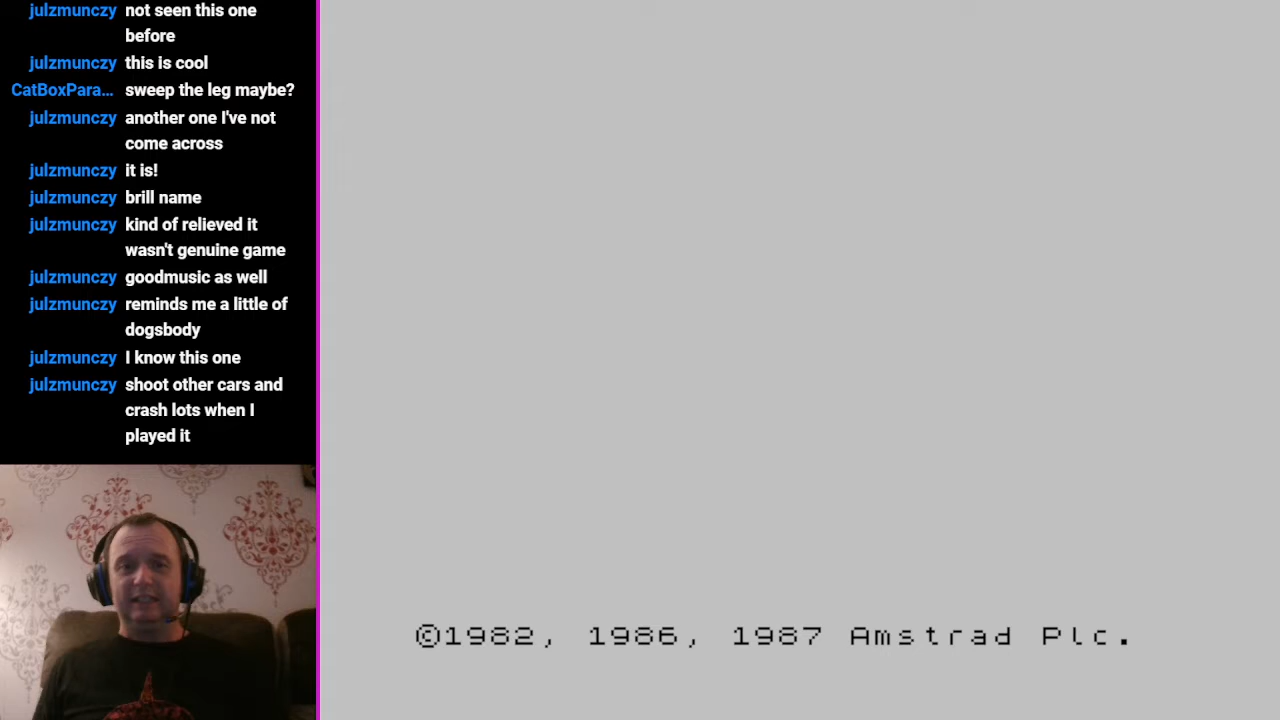 julzmunczy not seen this one
before
julzmunczy this is cool
CatBoxPara... sweep the leg maybe?
julzmunczy another one I've not
come across
julzmunczy it is!
julzmunczy brill name
julzmunczy kind of relieved it
wasn't genuine game
julzmunczy goodmusic as well
julzmunczy reminds me a little of
dogsbody
julzmunczy I know this one
julzmunczy shoot other cars and
crash lots when I
played it
©1982, 1986, 1987 Amstrad Plc.